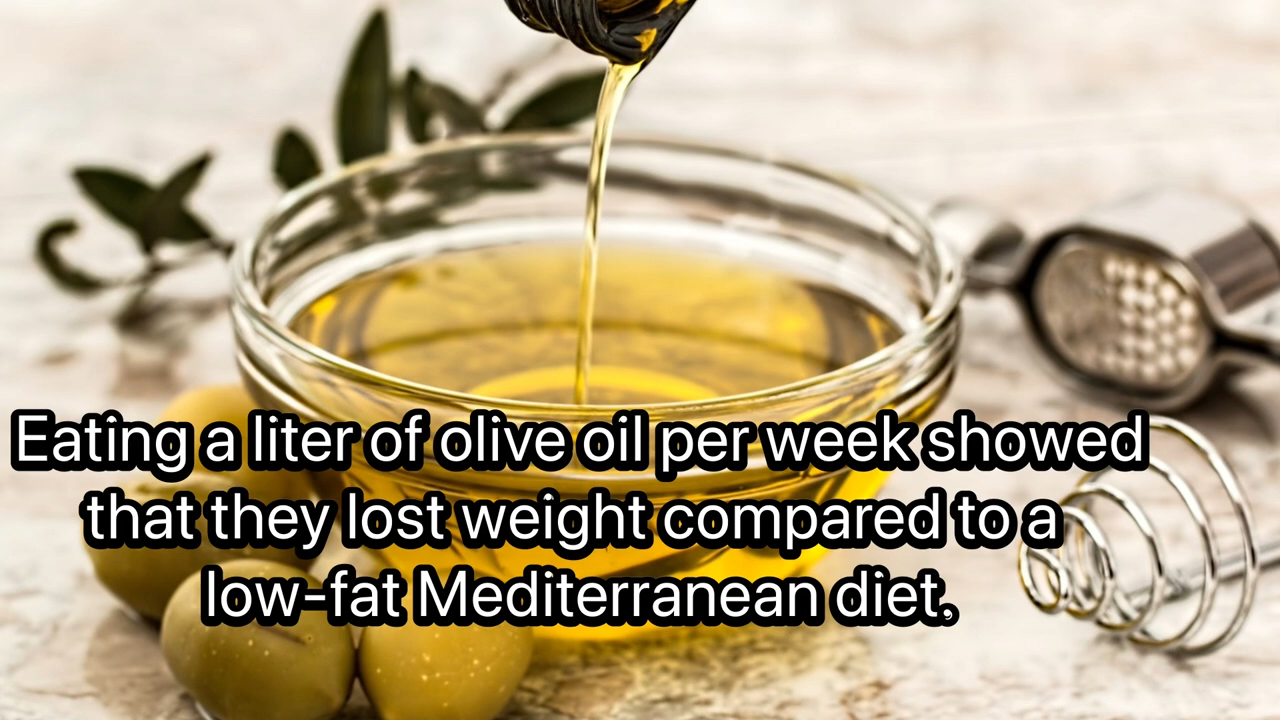 Eating a liter of olive oil per week showed
that they lost weight compared to a
low-fat Mediterranean diet.